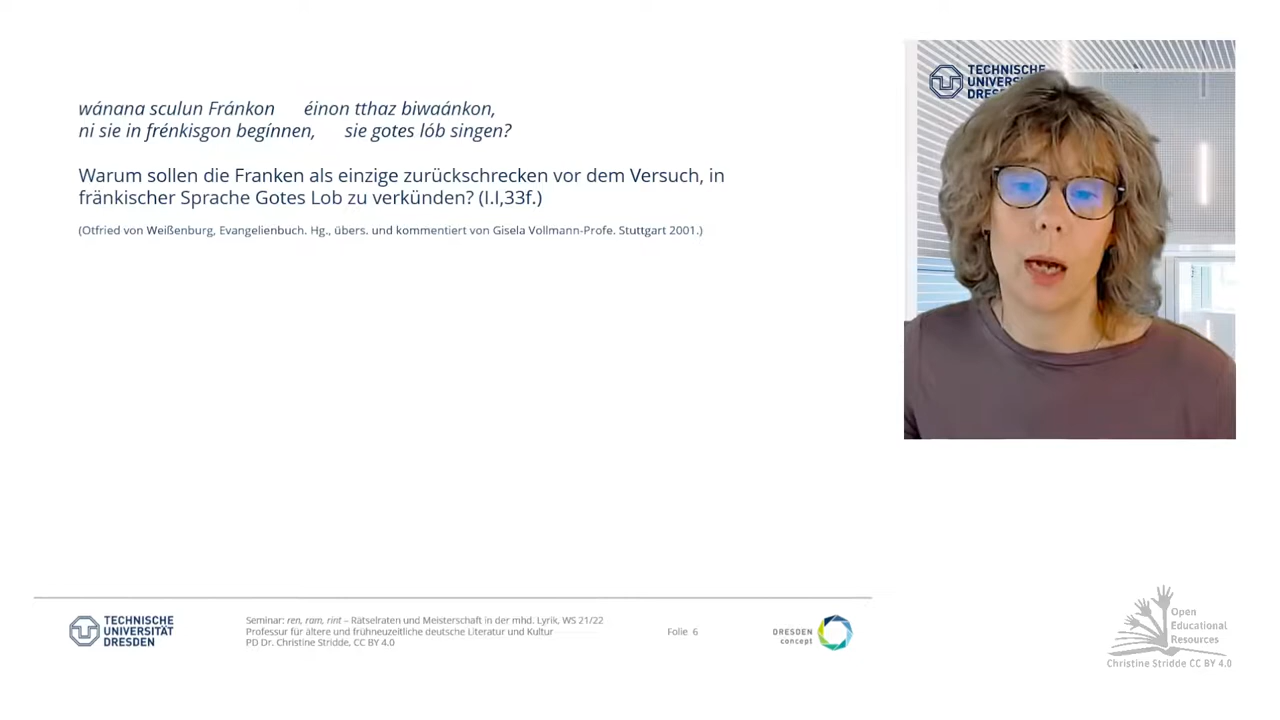 wánana sculun Fránkon éinon tthaz biwaánkon,
ni sie in frénkisgon begínnen, sie gotes lób singen?
Warum sollen die Franken als einzige zurückschrecken vor dem Versuch, in
fränkischer Sprache Gotes Lob zu verkünden? (I.I,33f.)
(Otfried von Weißenburg, Evangelienbuch. Hg., übers. und kommentiert von Gisela Vollmann-Profe. Stuttgart 2001.)
TECHNISCHE
UNIVERSITÄT
DRESDEN
Seminar: ren, ram, rint – Rätselraten und Meisterschaft in der mhd. Lyrik, WS 21/22
Professur für ältere und frühneuzeitliche deutsche Literatur und Kultur
PD Dr. Christine Stridde, CC BY 4.0
Folie 6
DRESDEN
concept
TECHNISCHE
UNIVERSITÄT
DRESDEN
Open
Educational
Resources
Christine Stridde CC BY 4.0